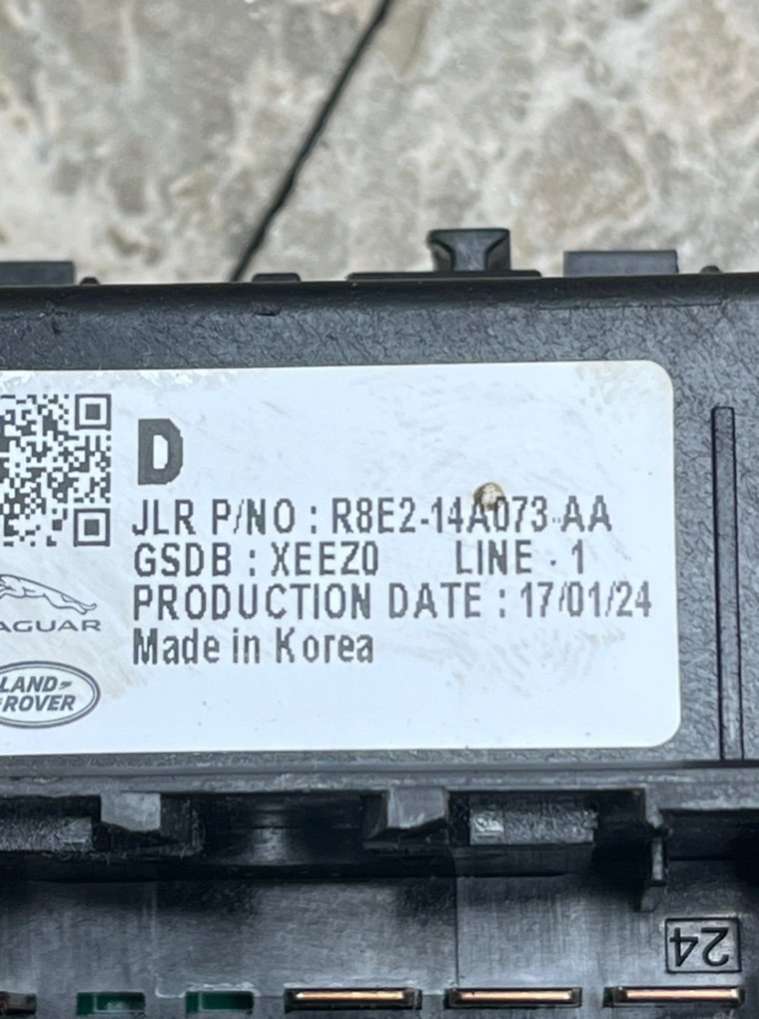 D
JLR P/NO : R8E2-14A073-AA
GSDB : XEEZ0 LINE · 1
PRODUCTION DATE : 17/01/24
Made in Korea
AGUAR
LAND-
ROVER
24